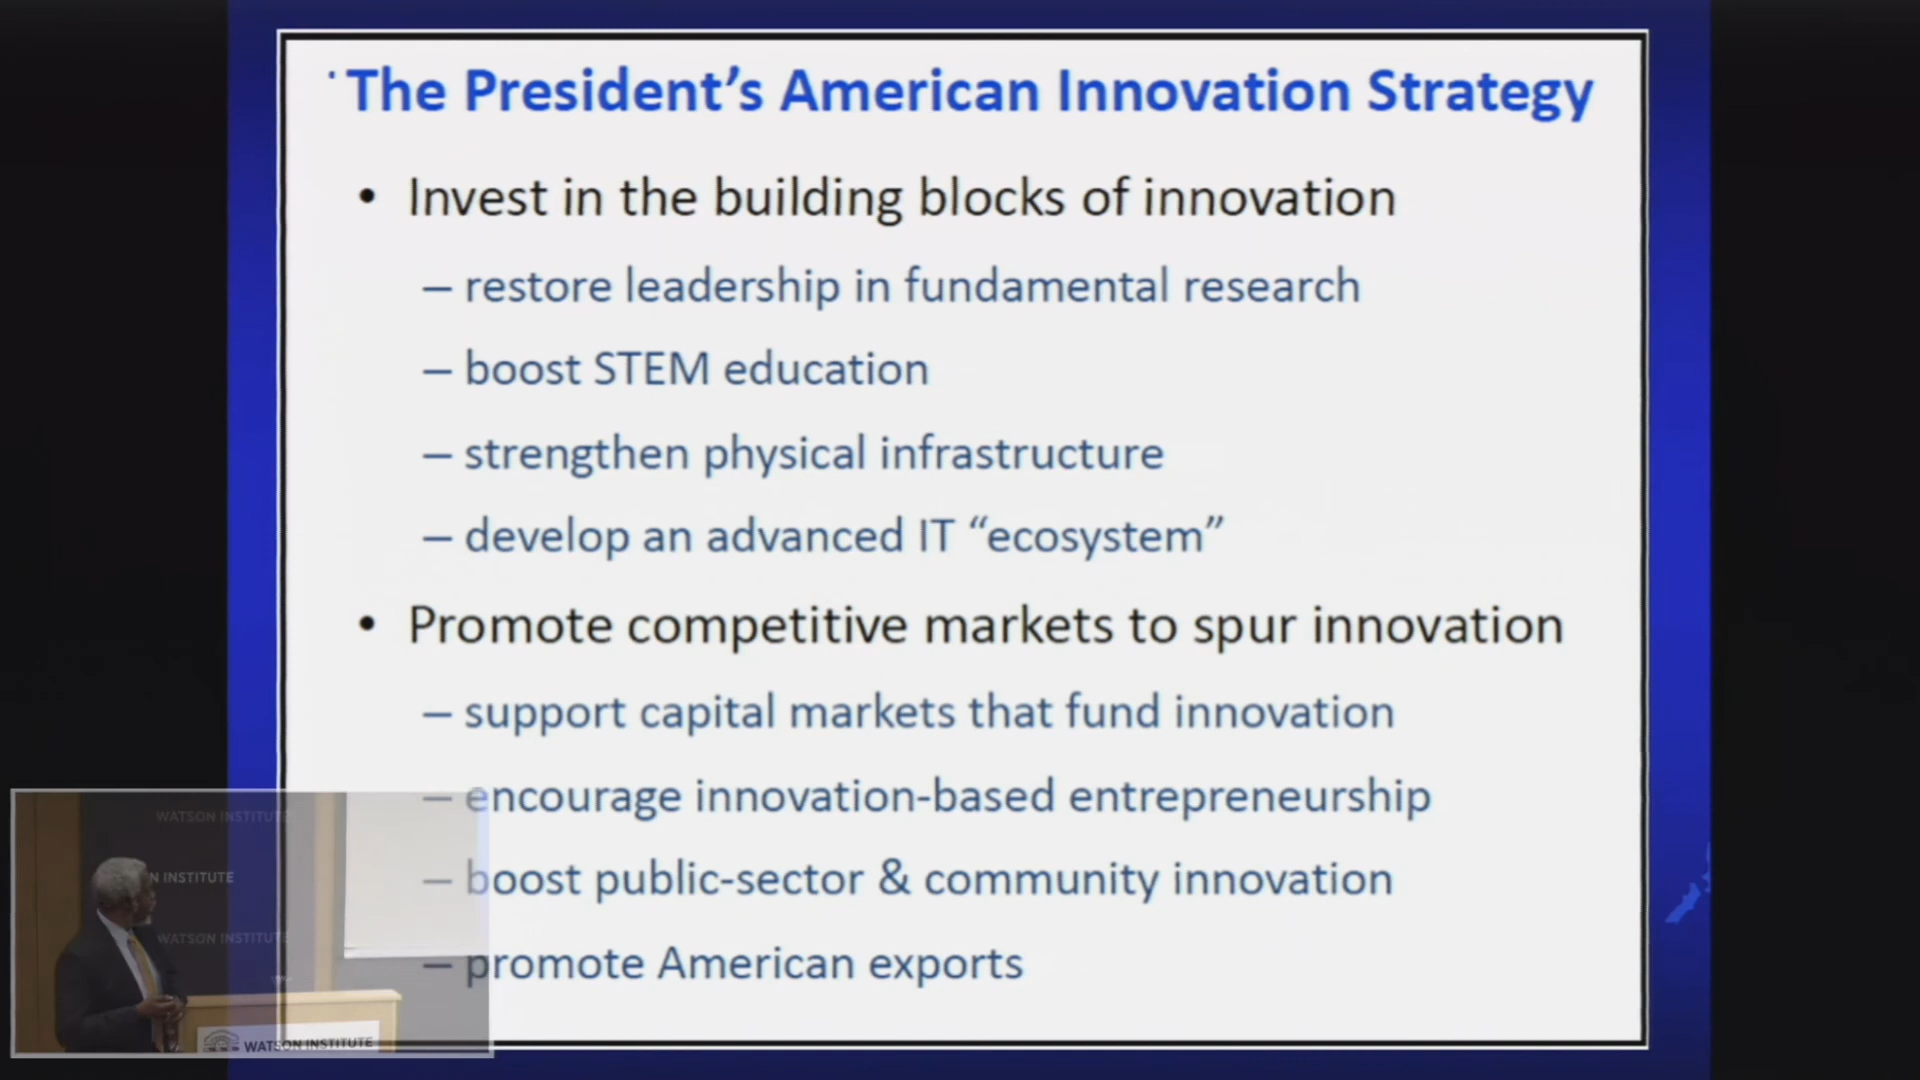 The President’s American Innovation Strategy
• Invest in the building blocks of innovation
– restore leadership in fundamental research
– boost STEM education
– strengthen physical infrastructure
– develop an advanced IT “ecosystem”
• Promote competitive markets to spur innovation
– support capital markets that fund innovation
– encourage innovation-based entrepreneurship
– boost public-sector & community innovation
– promote American exports
WATSON INSTITUTE
N INSTITUTE
WATSON INSTITUTE
WATSON INSTITUTE